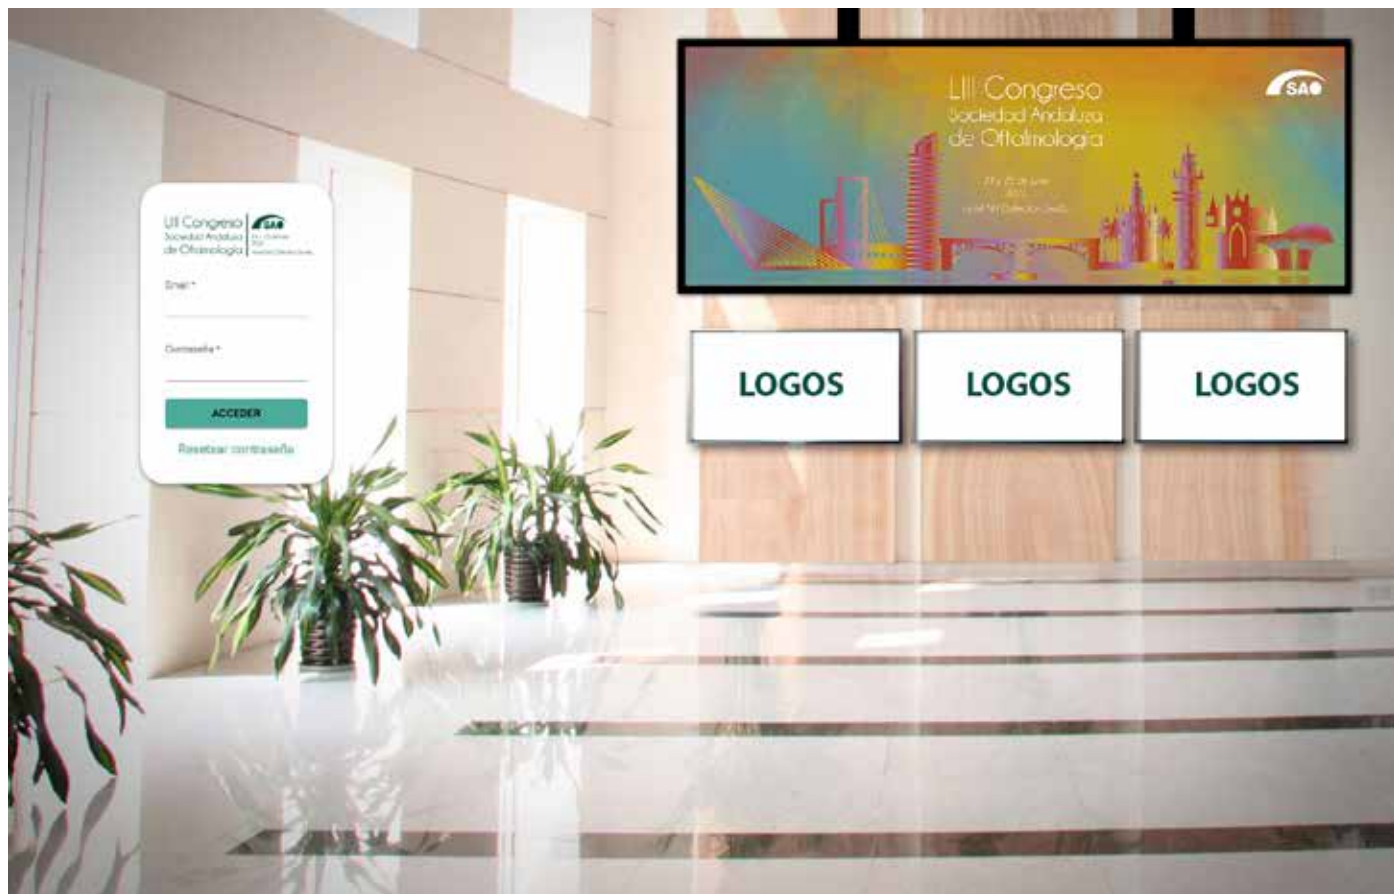 LIII Congreso
Sociedad Andaluza
de Oftalmología
SAO
LIII Congreso
Sociedad Andaluza
de Oftalmología
SAO
Email *
Contraseña *
ACCEDER
Resetear contraseña
LOGOS
LOGOS
LOGOS